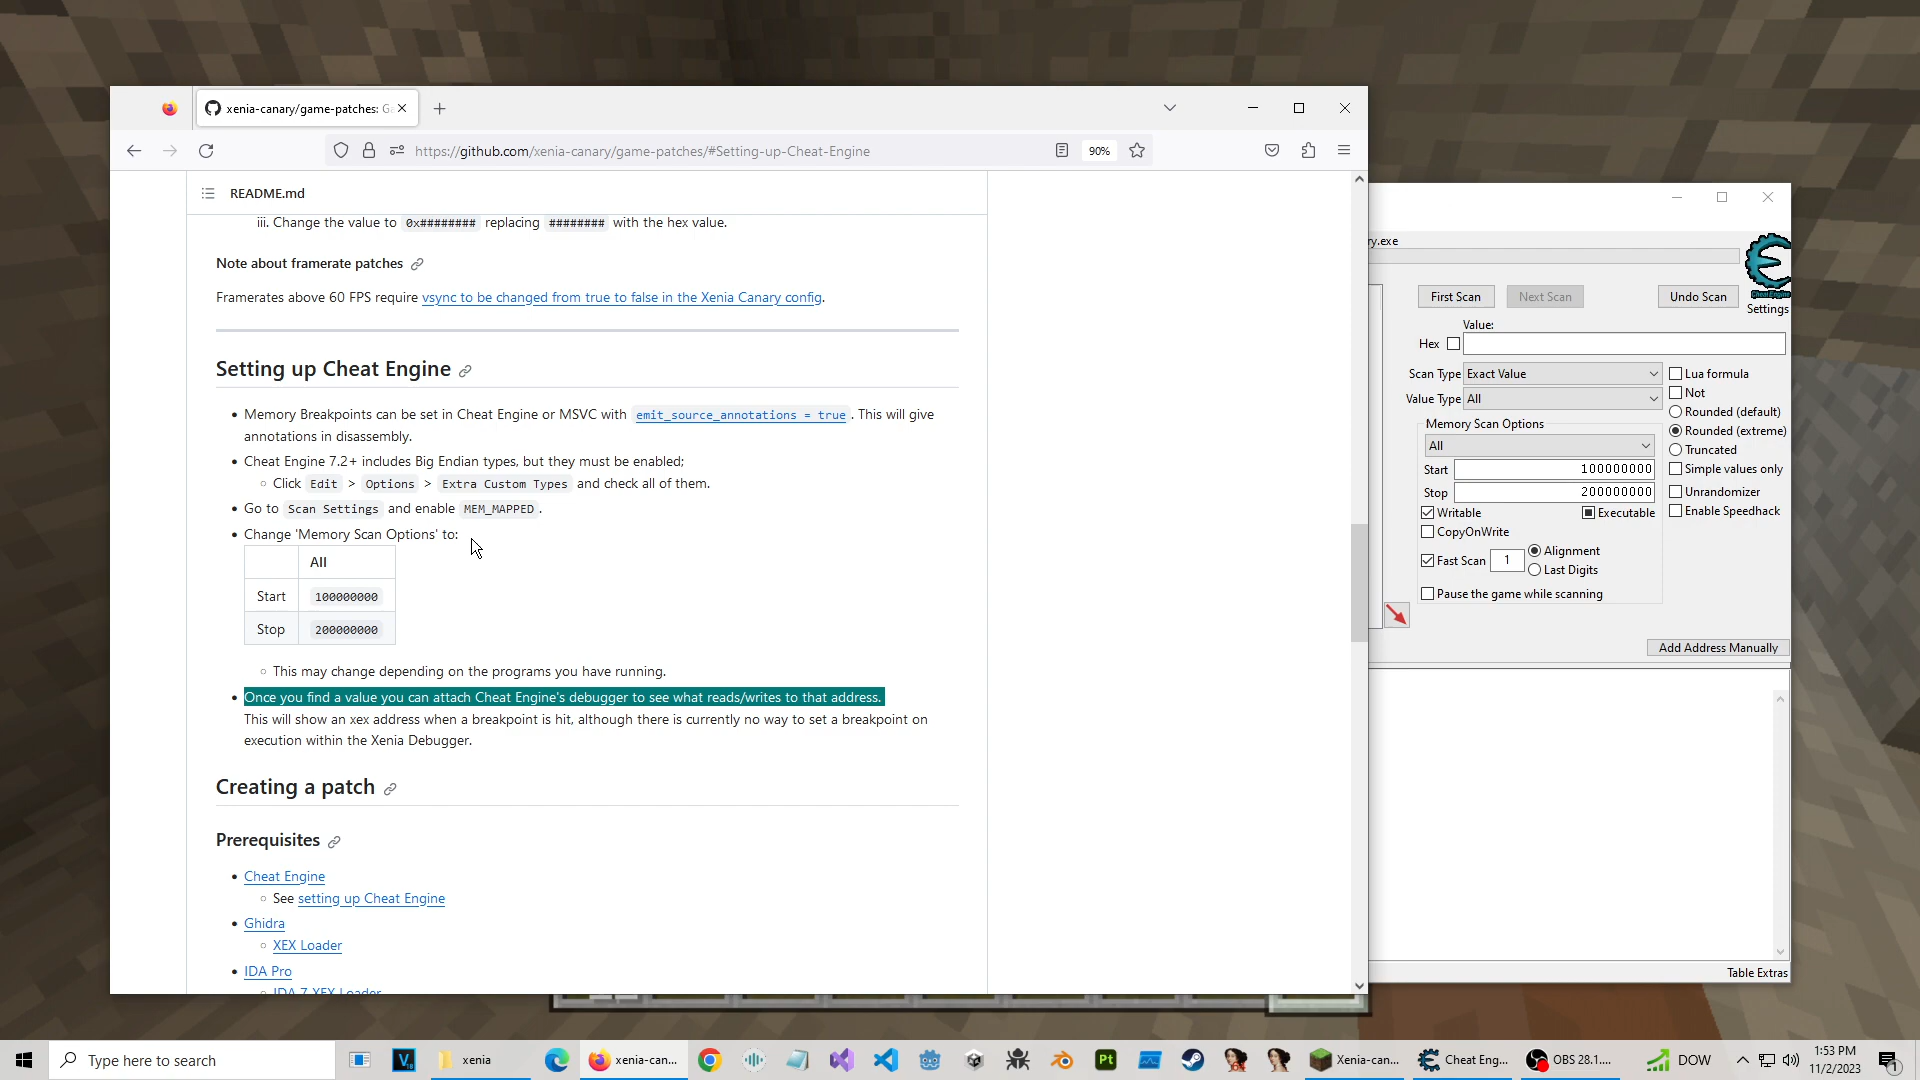 xenia-canary/game-patches: G
https://github.com/xenia-canary/game-patches/#Setting-up-Cheat-Engine
90%
README.md
iii. Change the value to 0x######## replacing ######## with the hex value.
Note about framerate patches
Framerates above 60 FPS require vsync to be changed from true to false in the Xenia Canary config.
Setting up Cheat Engine
• Memory Breakpoints can be set in Cheat Engine or MSVC with emit_source_annotations = true. This will give
annotations in disassembly.
• Cheat Engine 7.2+ includes Big Endian types, but they must be enabled;
Click Edit > Options > Extra Custom Types and check all of them.
• Go to Scan Settings and enable MEM_MAPPED.
• Change 'Memory Scan Options' to:
All
Start 100000000
Stop 200000000
This may change depending on the programs you have running.
• Once you find a value you can attach Cheat Engine's debugger to see what reads/writes to that address.
This will show an xex address when a breakpoint is hit, although there is currently no way to set a breakpoint on
execution within the Xenia Debugger.
Creating a patch
Prerequisites
• Cheat Engine
See setting up Cheat Engine
• Ghidra
XEX Loader
• IDA Pro
IDA 7 XEX Loader
ry.exe
First Scan
Next Scan
Undo Scan
Cheat Engine
Settings
Value:
Hex
Scan Type Exact Value
Lua formula
Value Type All
Not
Rounded (default)
Memory Scan Options
Rounded (extreme)
All
Truncated
Start 100000000
Simple values only
Stop 200000000
Unrandomizer
Writable
Executable
Enable Speedhack
CopyOnWrite
Fast Scan 1
Alignment
Last Digits
Pause the game while scanning
Add Address Manually
Table Extras
Type here to search
xenia
xenia-can...
Pt
Xenia-can...
Cheat Eng...
OBS 28.1....
DOW
1:53 PM
11/2/2023
1